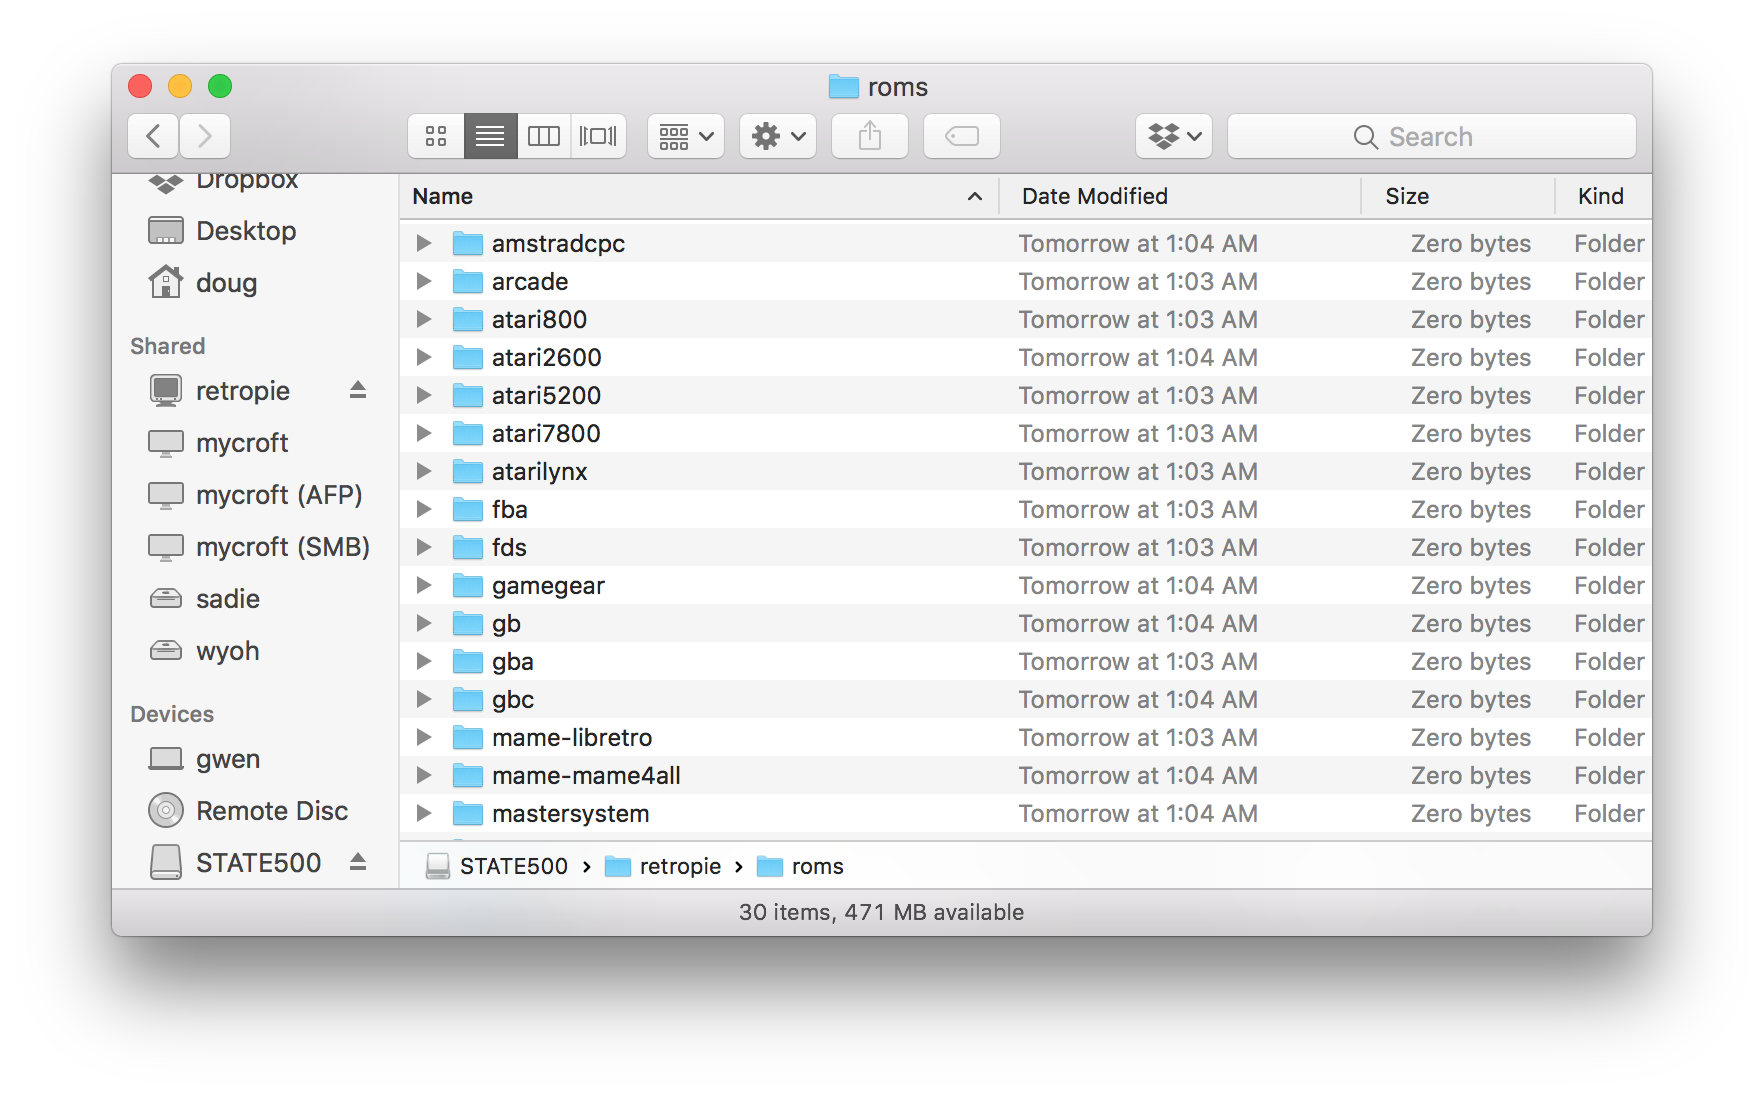 roms
Search
Dropbox
Desktop
doug
Shared
retropie
mycroft
mycroft (AFP)
mycroft (SMB)
sadie
wyoh
Devices
gwen
Remote Disc
STATE500
Name Date Modified Size Kind
amstradcpc Tomorrow at 1:04 AM Zero bytes Folder
arcade Tomorrow at 1:03 AM Zero bytes Folder
atari800 Tomorrow at 1:03 AM Zero bytes Folder
atari2600 Tomorrow at 1:04 AM Zero bytes Folder
atari5200 Tomorrow at 1:03 AM Zero bytes Folder
atari7800 Tomorrow at 1:03 AM Zero bytes Folder
atarilynx Tomorrow at 1:03 AM Zero bytes Folder
fba Tomorrow at 1:03 AM Zero bytes Folder
fds Tomorrow at 1:03 AM Zero bytes Folder
gamegear Tomorrow at 1:04 AM Zero bytes Folder
gb Tomorrow at 1:04 AM Zero bytes Folder
gba Tomorrow at 1:03 AM Zero bytes Folder
gbc Tomorrow at 1:04 AM Zero bytes Folder
mame-libretro Tomorrow at 1:03 AM Zero bytes Folder
mame-mame4all Tomorrow at 1:04 AM Zero bytes Folder
mastersystem Tomorrow at 1:04 AM Zero bytes Folder
STATE500 › retropie › roms
30 items, 471 MB available